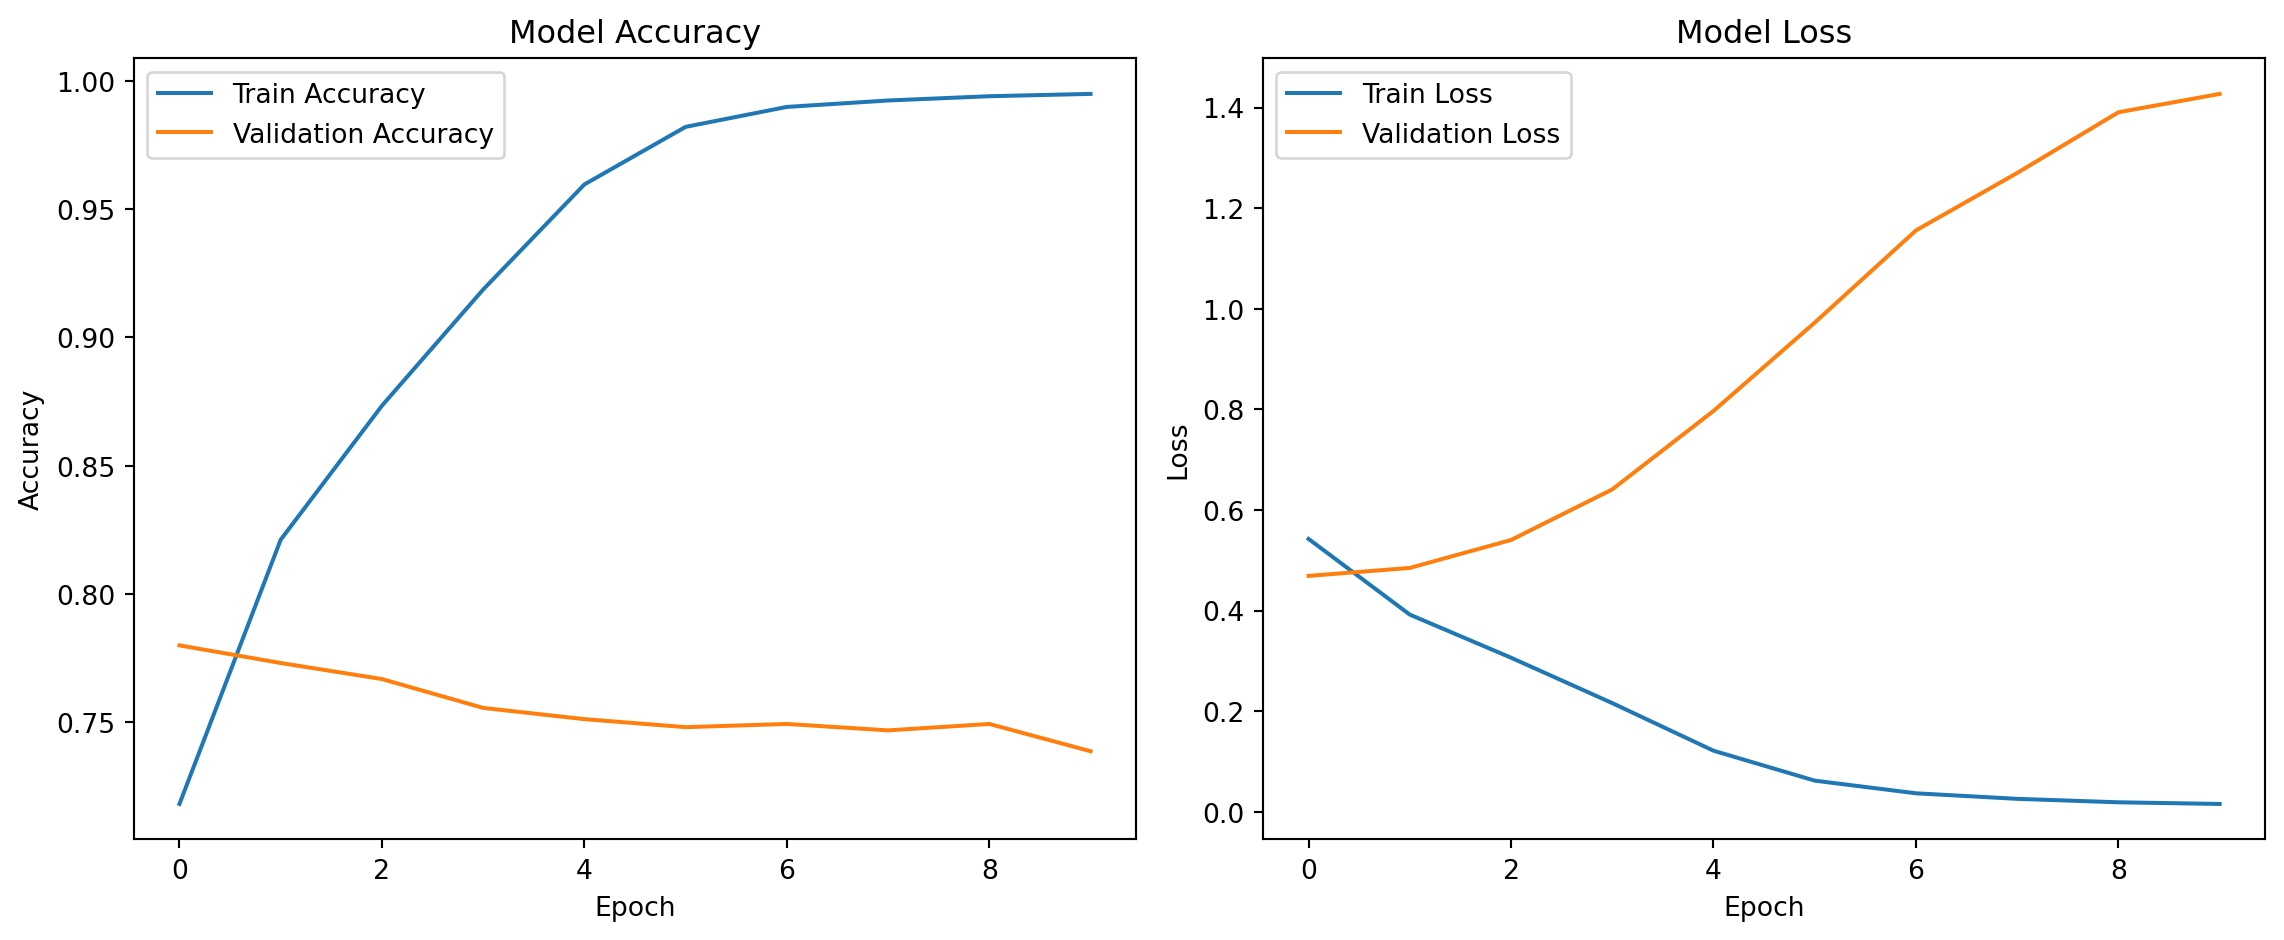 Model Accuracy
Train Accuracy
Validation Accuracy
1.00
0.95
0.90
0.85
0.80
0.75
Accuracy
0 2 4 6 8
Epoch
Model Loss
Train Loss
Validation Loss
1.4
1.2
1.0
0.8
0.6
0.4
0.2
0.0
Loss
0 2 4 6 8
Epoch